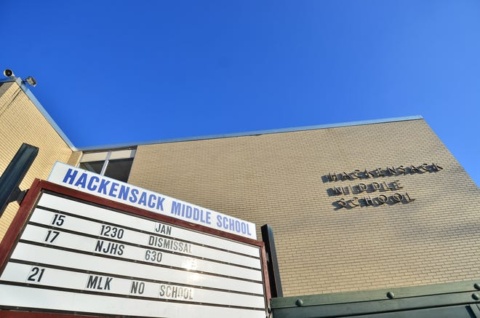 HACKENSACK MIDDLE SCHOOL
JAN
15 1230 DISMISSAL
17 NJHS 630
21 MLK NO SCHOOL
HACKENSACK
MIDDLE
SCHOOL